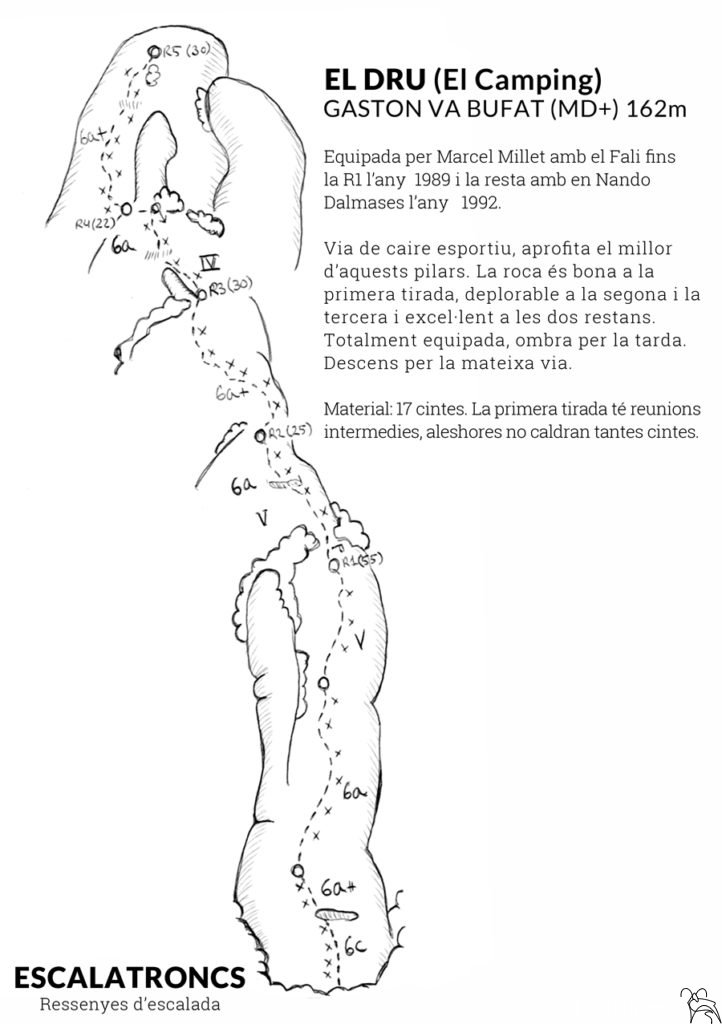 EL DRU (El Camping)
GASTON VA BUFAT (MD+) 162m
Equipada per Marcel Millet amb el Fali fins
la R1 l’any 1989 i la resta amb en Nando
Dalmases l’any 1992.
Via de caire esportiu, aprofita el millor
d’aquests pilars. La roca és bona a la
primera tirada, deplorable a la segona i la
tercera i excel·lent a les dos restans.
Totalment equipada, ombra per la tarda.
Descens per la mateixa via.
Material: 17 cintes. La primera tirada té reunions
intermedies, aleshores no caldran tantes cintes.
R5 (30)
6a+
R4 (22)
6a
IV
R3 (30)
6a+
R2 (25)
6a
V
R1 (55)
V
6a
6a+
6c
ESCALATRONCS
Ressenyes d’escalada